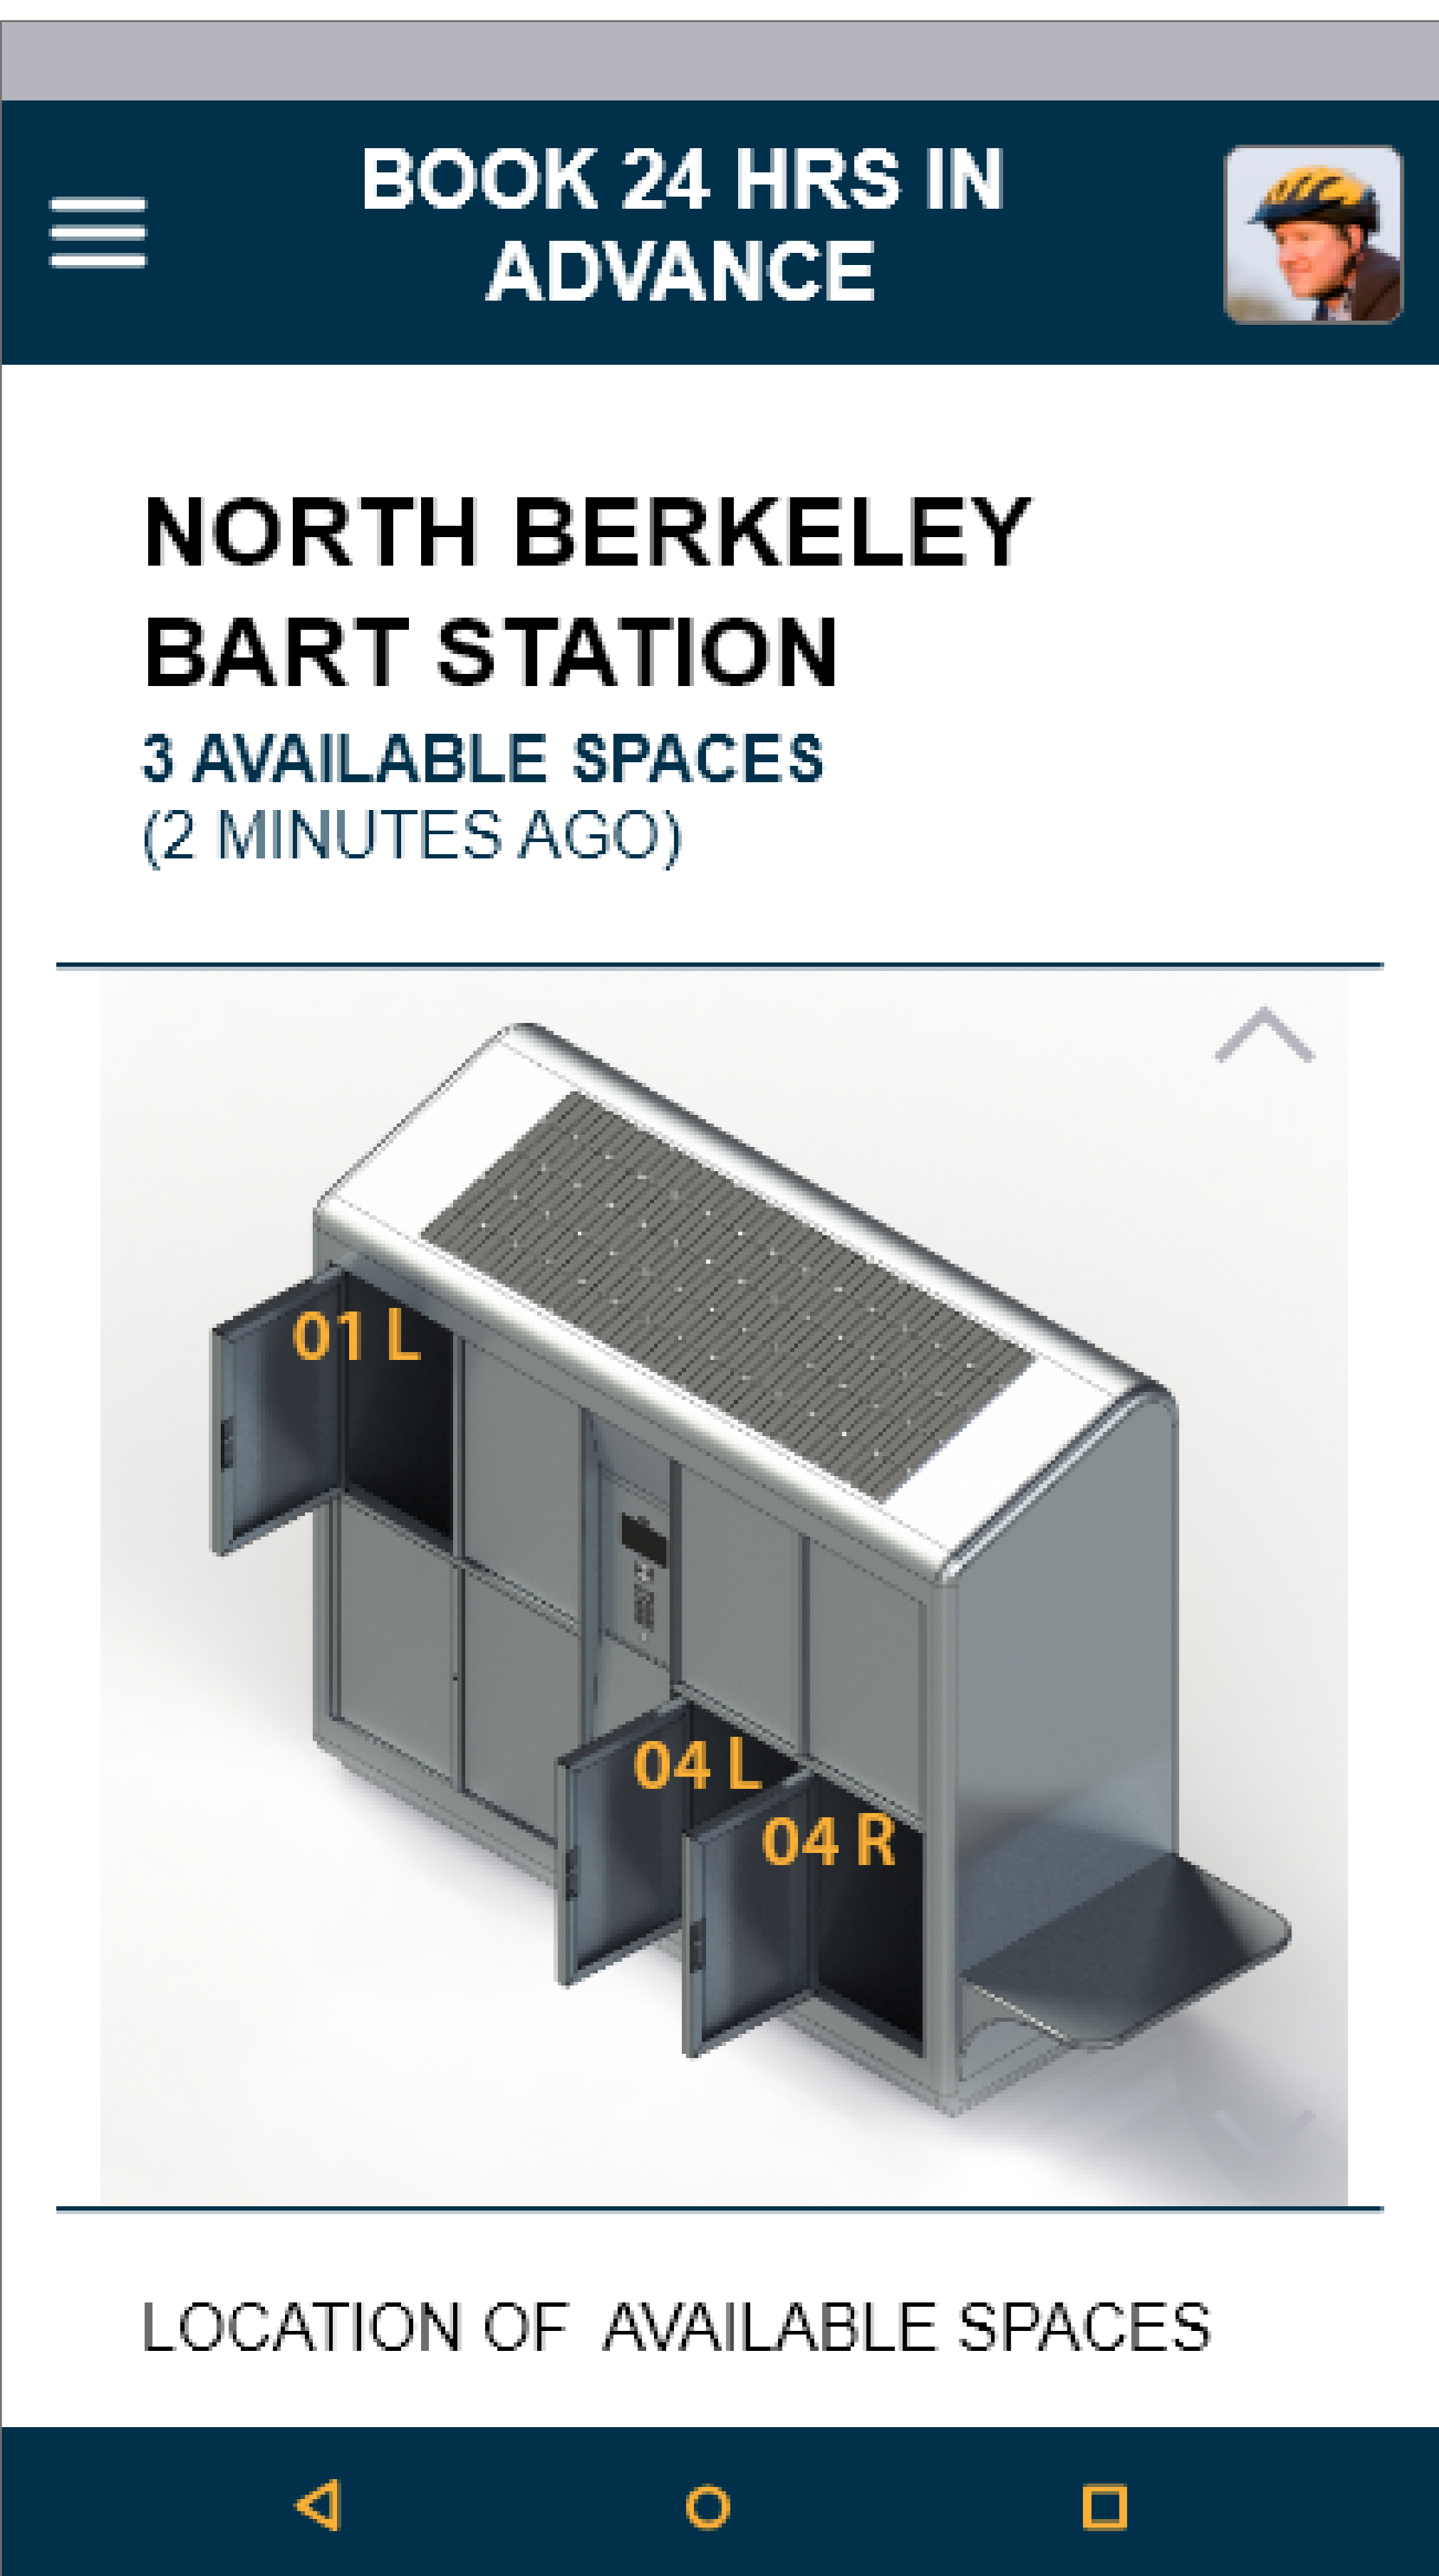 BOOK 24 HRS IN
ADVANCE
NORTH BERKELEY
BART STATION
3 AVAILABLE SPACES
(2 MINUTES AGO)
01 L
04 L
04 R
LOCATION OF AVAILABLE SPACES